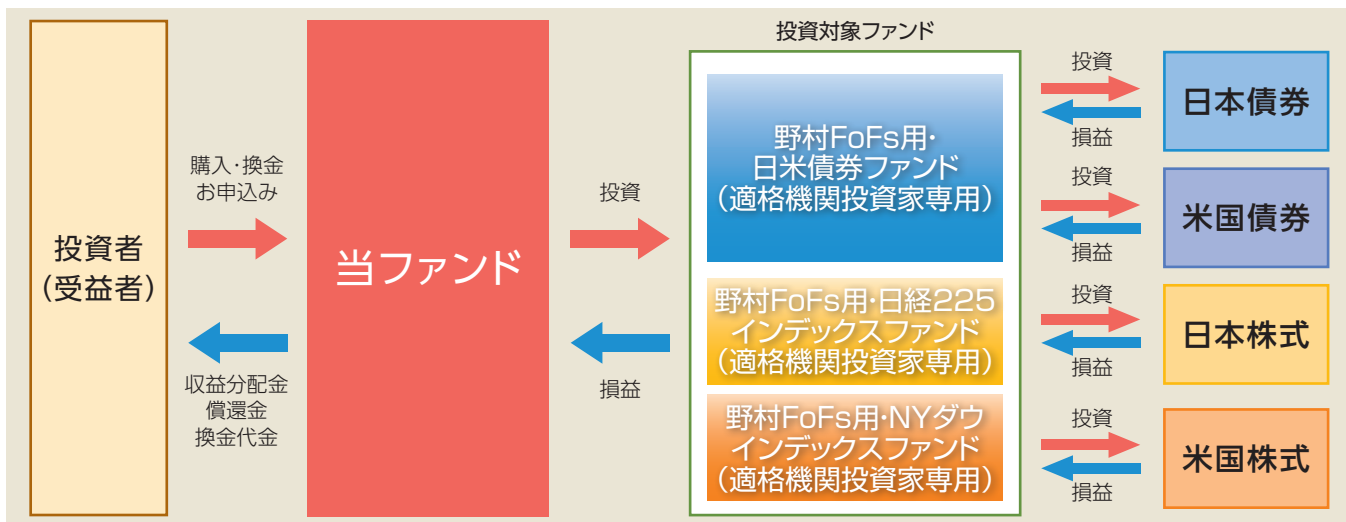 投資者
(受益者)
購入・換金
お申込み
収益分配金
償還金
換金代金
当ファンド
投資
損益
投資対象ファンド
野村FoFs用・
日米債券ファンド
(適格機関投資家専用)
野村FoFs用・日経225
インデックスファンド
(適格機関投資家専用)
野村FoFs用・NYダウ
インデックスファンド
(適格機関投資家専用)
投資
損益
日本債券
投資
損益
米国債券
投資
損益
日本株式
投資
損益
米国株式